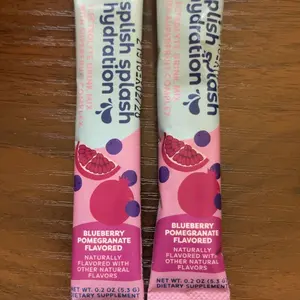 splish splash
hydration
BLUEBERRY
POMEGRANATE
FLAVORED
NATURALLY
FLAVORED WITH
OTHER NATURAL
FLAVORS
NET WT. 0.2 OZ (5.3 G)
DIETARY SUPPLEMENT
splish splash
hydration
BLUEBERRY
POMEGRANATE
FLAVORED
NATURALLY
FLAVORED WITH
OTHER NATURAL
FLAVORS
NET WT. 0.2 OZ (5.3 G)
DIETARY SUPPLEMENT